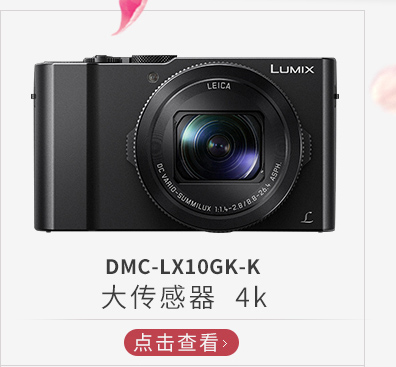 LUMIX
LEICA
DC VARIO-SUMMILUX 1:1.4-2.8/8.8-26.4 ASPH.
L
DMC-LX10GK-K
大传感器 4k
点击查看>